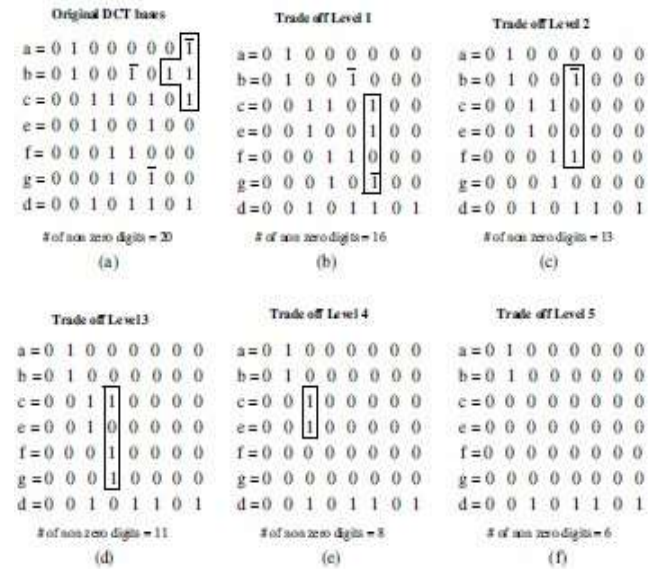 Original DCT bases
a = 0 1 0 0 0 0 0 1̅
b = 0 1 0 0 1̅ 0 1 1
c = 0 0 1 1 0 1 0 1
e = 0 0 1 0 0 1 0 0
f = 0 0 0 1 1 0 0 0
g = 0 0 0 1 0 1̅ 0 0
d = 0 0 1 0 1 1 0 1
# of non zero digits = 20
(a)
Trade off Level 1
a = 0 1 0 0 0 0 0 0
b = 0 1 0 0 1̅ 0 0 0
c = 0 0 1 1 0 1 0 0
e = 0 0 1 0 0 1 0 0
f = 0 0 0 1 1 0 0 0
g = 0 0 0 1 0 1̅ 0 0
d = 0 0 1 0 1 1 0 1
# of non zero digits = 16
(b)
Trade off Level 2
a = 0 1 0 0 0 0 0 0
b = 0 1 0 0 1̅ 0 0 0
c = 0 0 1 1 0 0 0 0
e = 0 0 1 0 0 0 0 0
f = 0 0 0 1 1 0 0 0
g = 0 0 0 1 0 0 0 0
d = 0 0 1 0 1 1 0 1
# of non zero digits = 13
(c)
Trade off Level 3
a = 0 1 0 0 0 0 0 0
b = 0 1 0 0 0 0 0 0
c = 0 0 1 1 0 0 0 0
e = 0 0 1 0 0 0 0 0
f = 0 0 0 1 0 0 0 0
g = 0 0 0 1 0 0 0 0
d = 0 0 1 0 1 1 0 1
# of non zero digits = 11
(d)
Trade off Level 4
a = 0 1 0 0 0 0 0 0
b = 0 1 0 0 0 0 0 0
c = 0 0 1 0 0 0 0 0
e = 0 0 1 0 0 0 0 0
f = 0 0 0 0 0 0 0 0
g = 0 0 0 0 0 0 0 0
d = 0 0 1 0 1 1 0 1
# of non zero digits = 8
(e)
Trade off Level 5
a = 0 1 0 0 0 0 0 0
b = 0 1 0 0 0 0 0 0
c = 0 0 0 0 0 0 0 0
e = 0 0 0 0 0 0 0 0
f = 0 0 0 0 0 0 0 0
g = 0 0 0 0 0 0 0 0
d = 0 0 1 0 1 1 0 1
# of non zero digits = 6
(f)